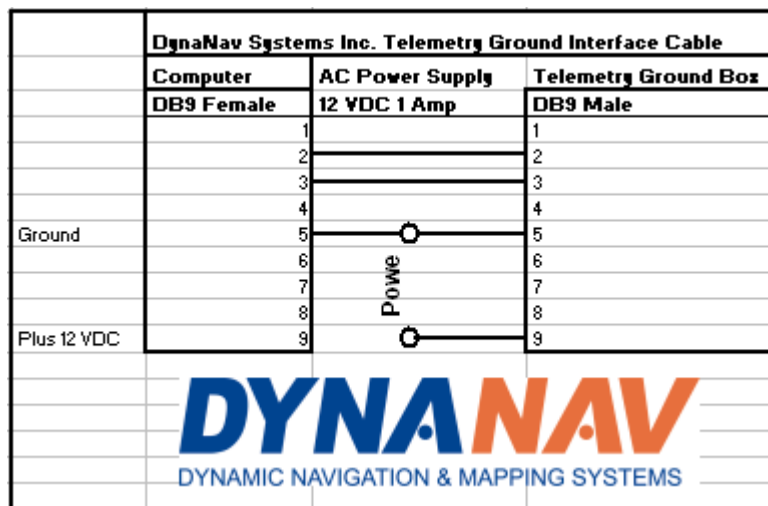 DynaNav Systems Inc. Telemetry Ground Interface Cable
Computer AC Power Supply Telemetry Ground Box
DB9 Female 12 VDC 1 Amp DB9 Male
1 1
2 2
3 3
4 4
Ground 5 5
6 6
Powe
7 7
8 8
Plus 12 VDC 9 9
DYNANAV
DYNAMIC NAVIGATION & MAPPING SYSTEMS